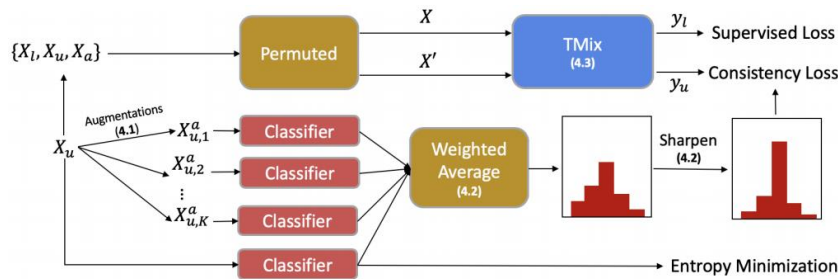 {X_l, X_u, X_a}
Permuted
X
X′
TMix
(4.3)
y_l
y_u
Supervised Loss
Consistency Loss
Augmentations
(4.1)
X_u
X^a_{u,1}
X^a_{u,2}
⋮
X^a_{u,K}
Classifier
Classifier
Classifier
Classifier
Weighted
Average
(4.2)
Sharpen
(4.2)
Entropy Minimization